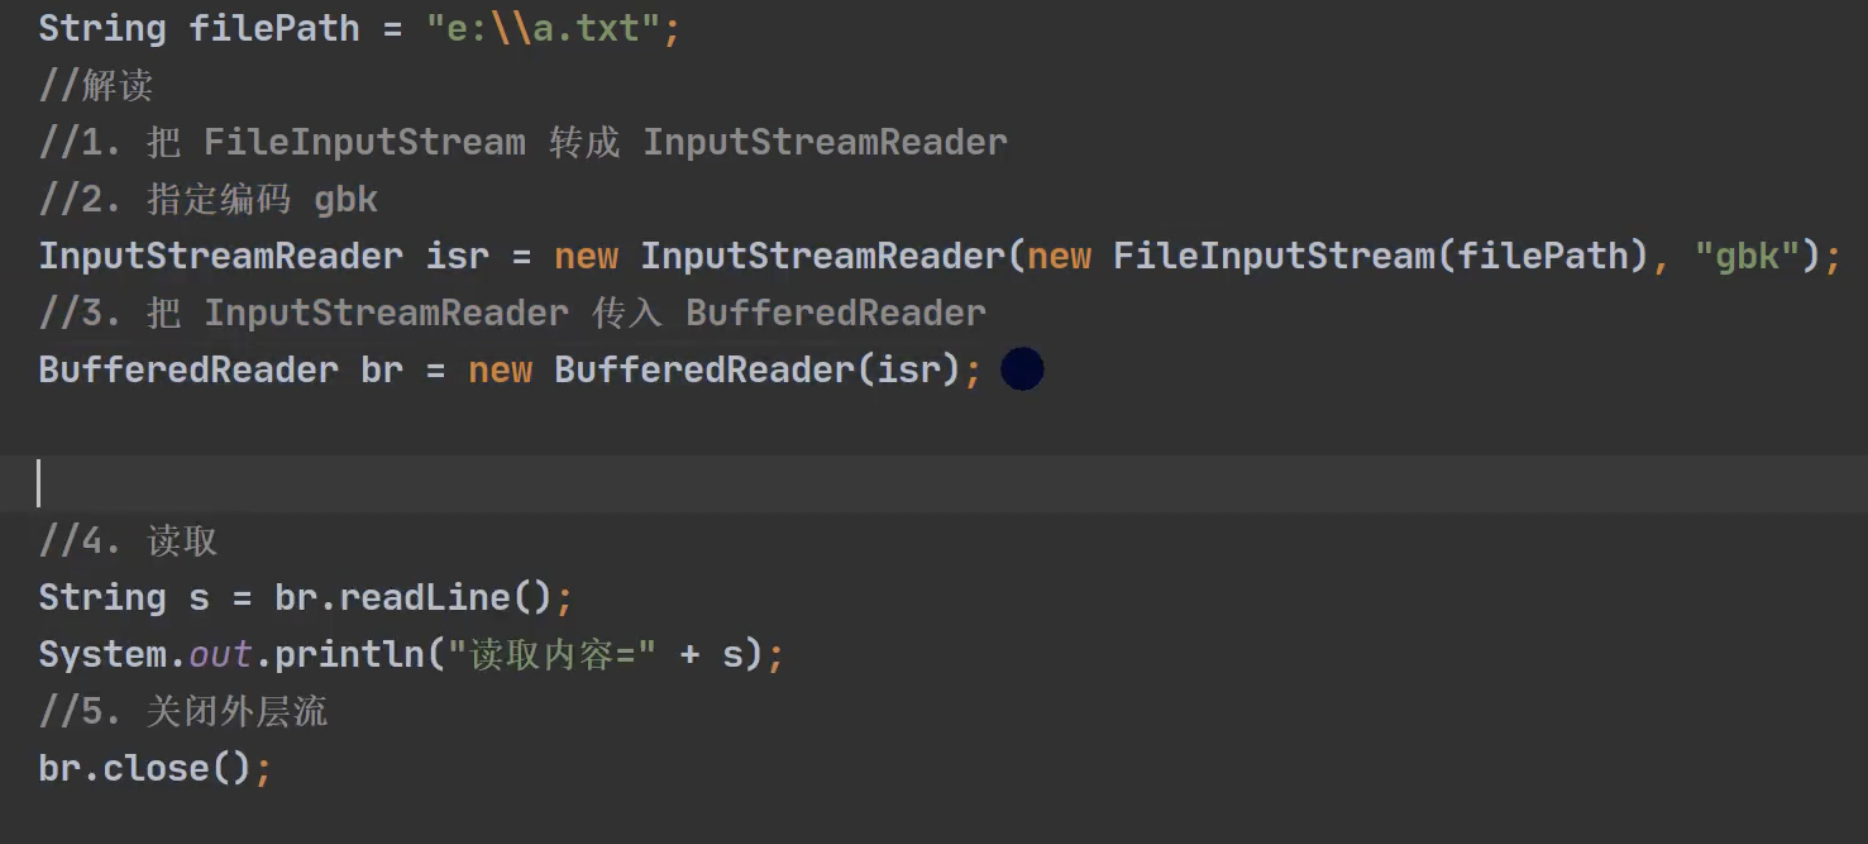 String filePath = "e:\\a.txt";
//解读
//1. 把 FileInputStream 转成 InputStreamReader
//2. 指定编码 gbk
InputStreamReader isr = new InputStreamReader(new FileInputStream(filePath), "gbk");
//3. 把 InputStreamReader 传入 BufferedReader
BufferedReader br = new BufferedReader(isr);
//4. 读取
String s = br.readLine();
System.out.println("读取内容=" + s);
//5. 关闭外层流
br.close();